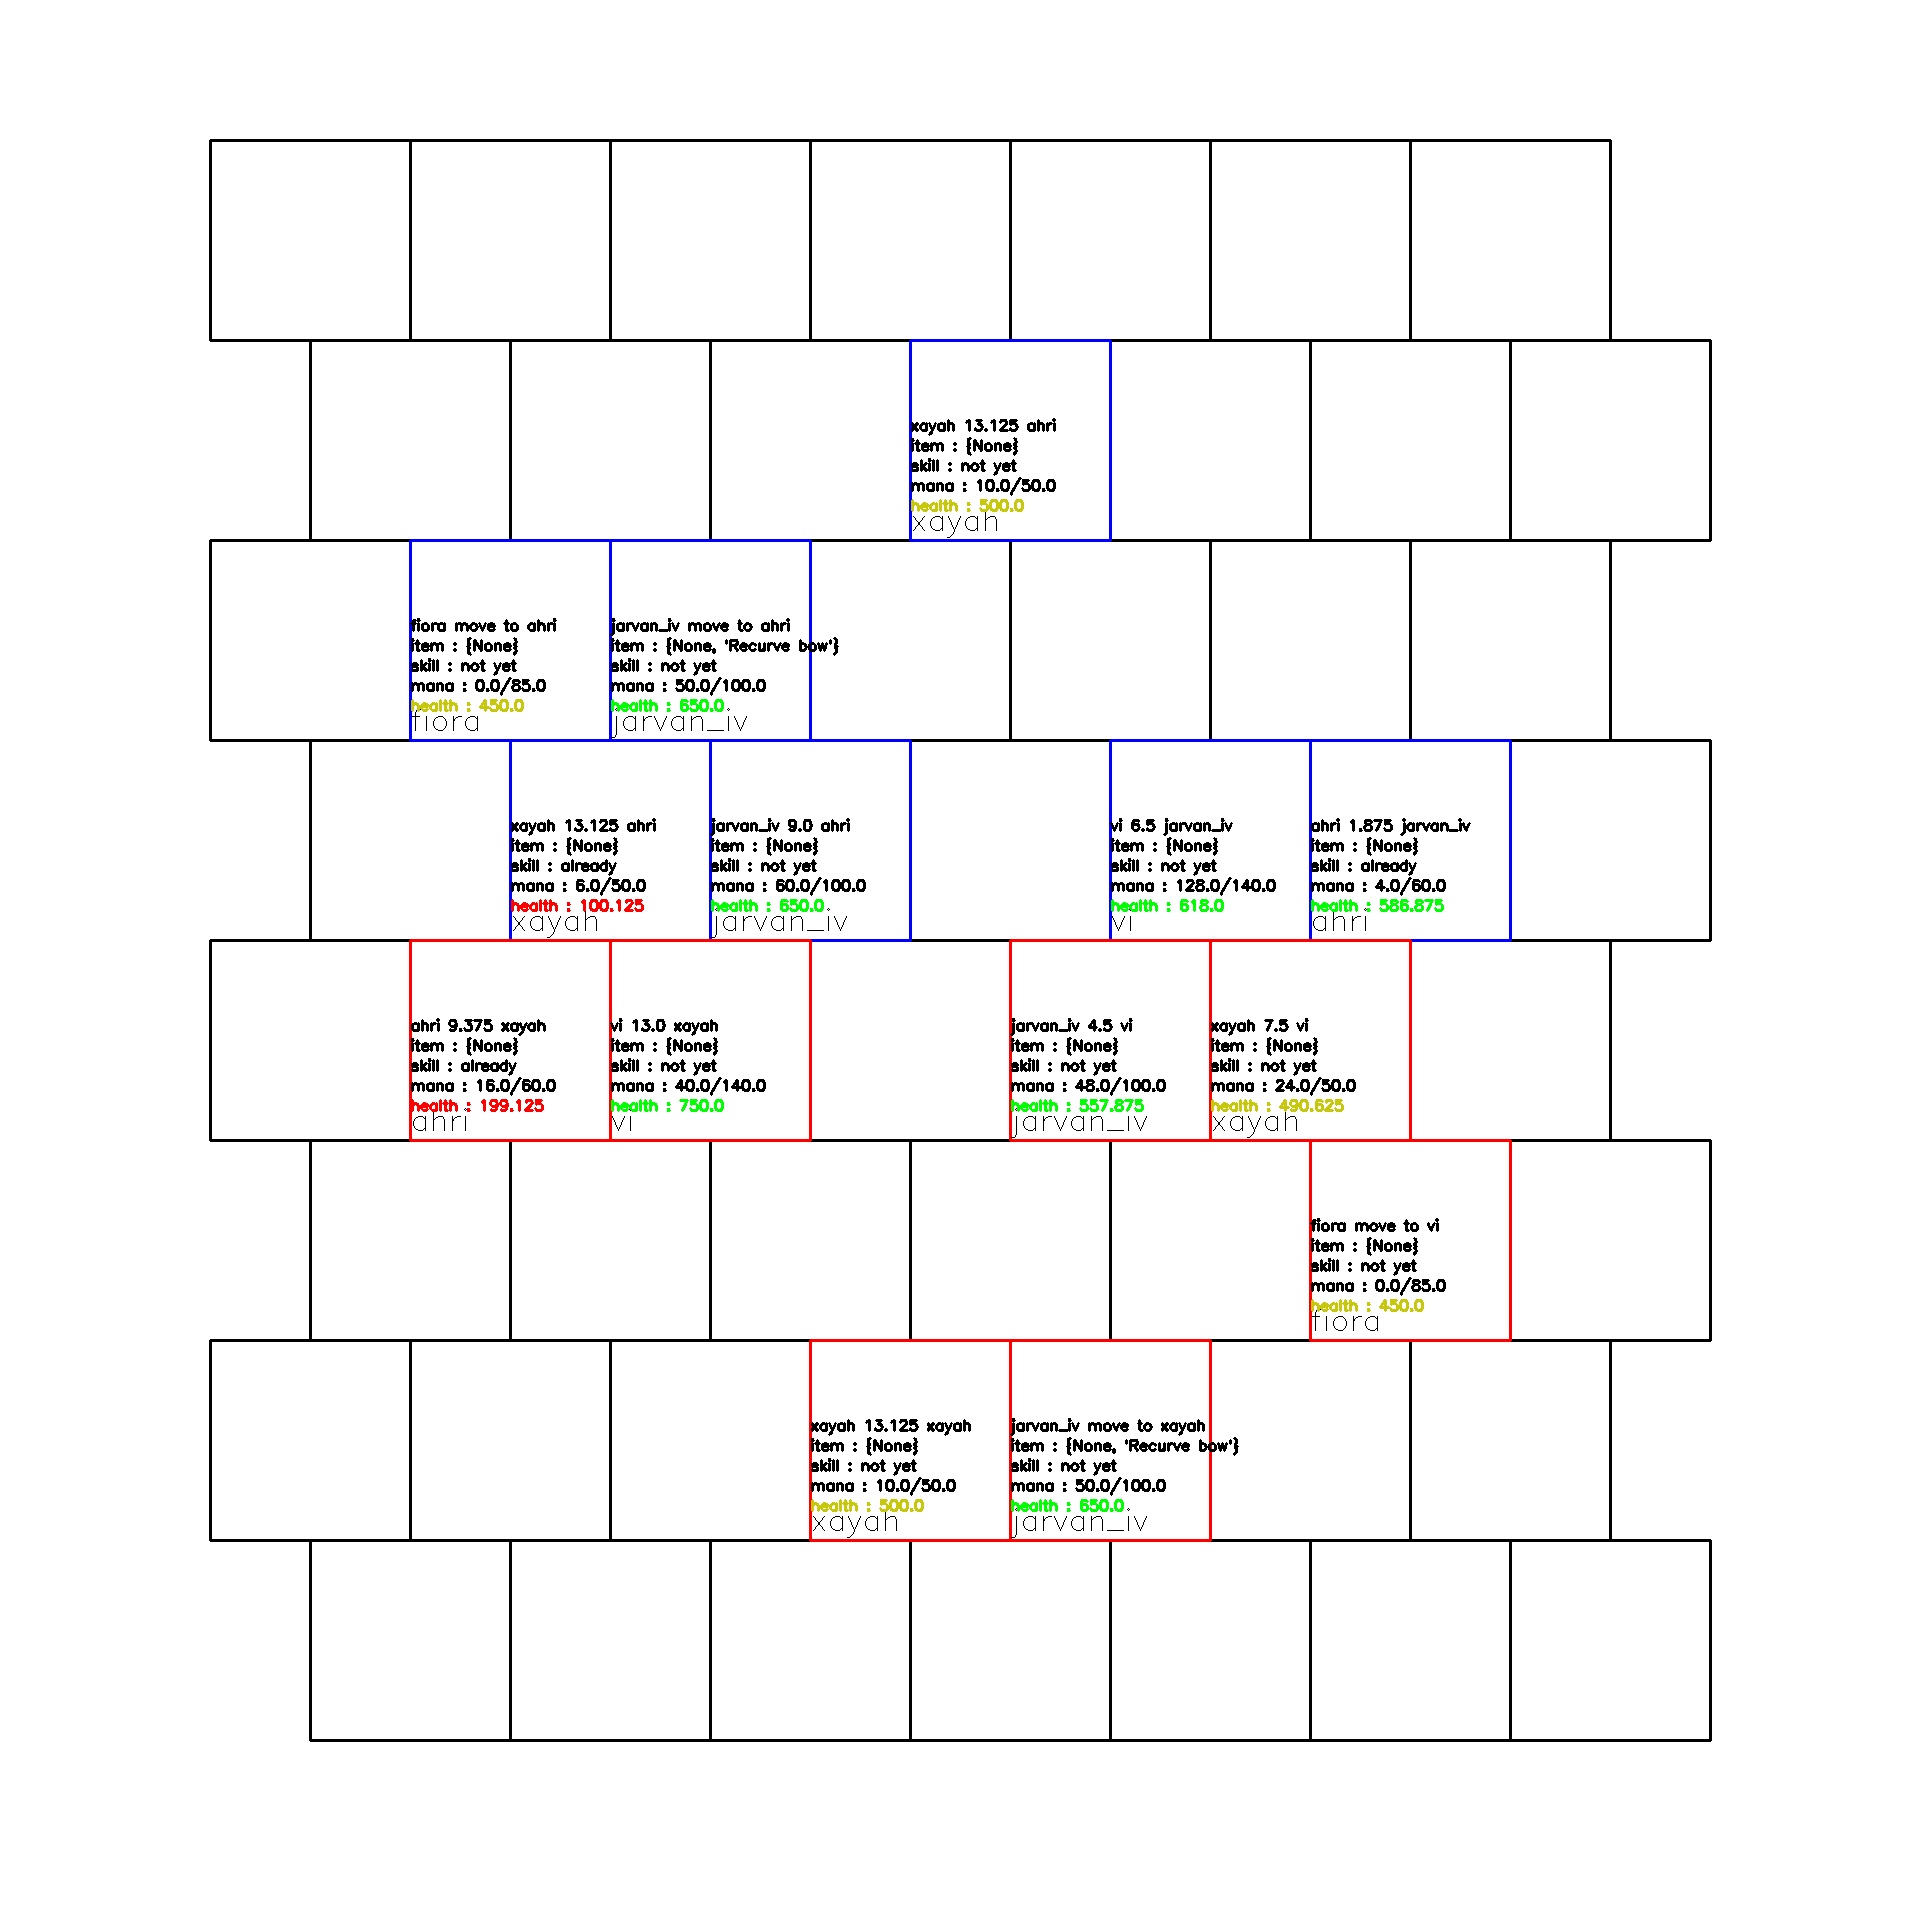 xayah 13.125 ahri
item : {None}
skill : not yet
mana : 10.0/50.0
health : 500.0
xayah
fiora move to ahri
item : {None}
skill : not yet
mana : 0.0/85.0
health : 450.0
fiora
jarvan_iv move to ahri
item : {None, 'Recurve bow'}
skill : not yet
mana : 50.0/100.0
health : 650.0
jarvan_iv
xayah 13.125 ahri
item : {None}
skill : already
mana : 6.0/50.0
health : 100.125
xayah
jarvan_iv 9.0 ahri
item : {None}
skill : not yet
mana : 60.0/100.0
health : 650.0
jarvan_iv
vi 6.5 jarvan_iv
item : {None}
skill : not yet
mana : 128.0/140.0
health : 618.0
vi
ahri 1.875 jarvan_iv
item : {None}
skill : already
mana : 4.0/60.0
health : 586.875
ahri
ahri 9.375 xayah
item : {None}
skill : already
mana : 16.0/60.0
health : 199.125
ahri
vi 13.0 xayah
item : {None}
skill : not yet
mana : 40.0/140.0
health : 750.0
vi
jarvan_iv 4.5 vi
item : {None}
skill : not yet
mana : 48.0/100.0
health : 557.875
jarvan_iv
xayah 7.5 vi
item : {None}
skill : not yet
mana : 24.0/50.0
health : 490.625
xayah
fiora move to vi
item : {None}
skill : not yet
mana : 0.0/85.0
health : 450.0
fiora
xayah 13.125 xayah
item : {None}
skill : not yet
mana : 10.0/50.0
health : 500.0
xayah
jarvan_iv move to xayah
item : {None, 'Recurve bow'}
skill : not yet
mana : 50.0/100.0
health : 650.0
jarvan_iv